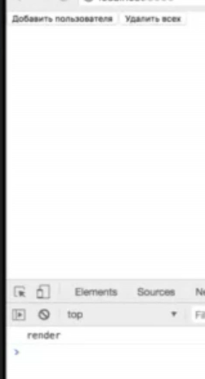 Добавить пользователя Удалить всех
Elements Sources
top
render